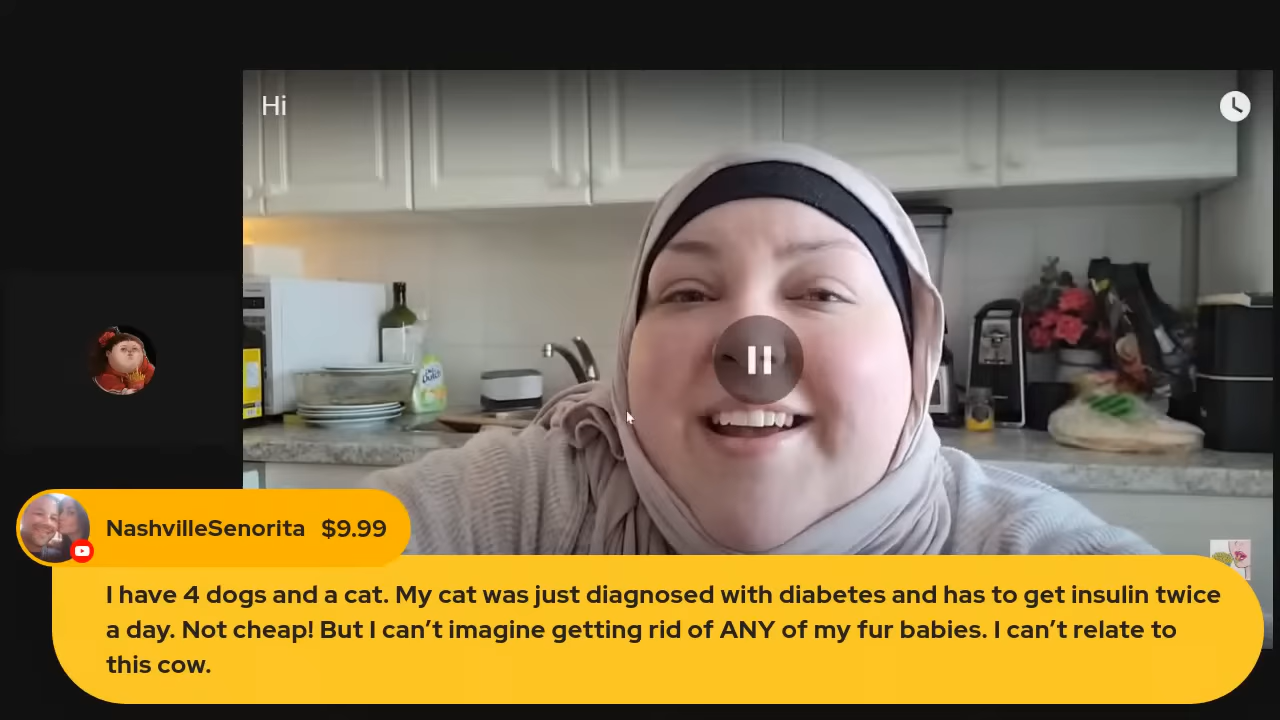 Hi
NashvilleSenorita $9.99
I have 4 dogs and a cat. My cat was just diagnosed with diabetes and has to get insulin twice
a day. Not cheap! But I can’t imagine getting rid of ANY of my fur babies. I can’t relate to
this cow.